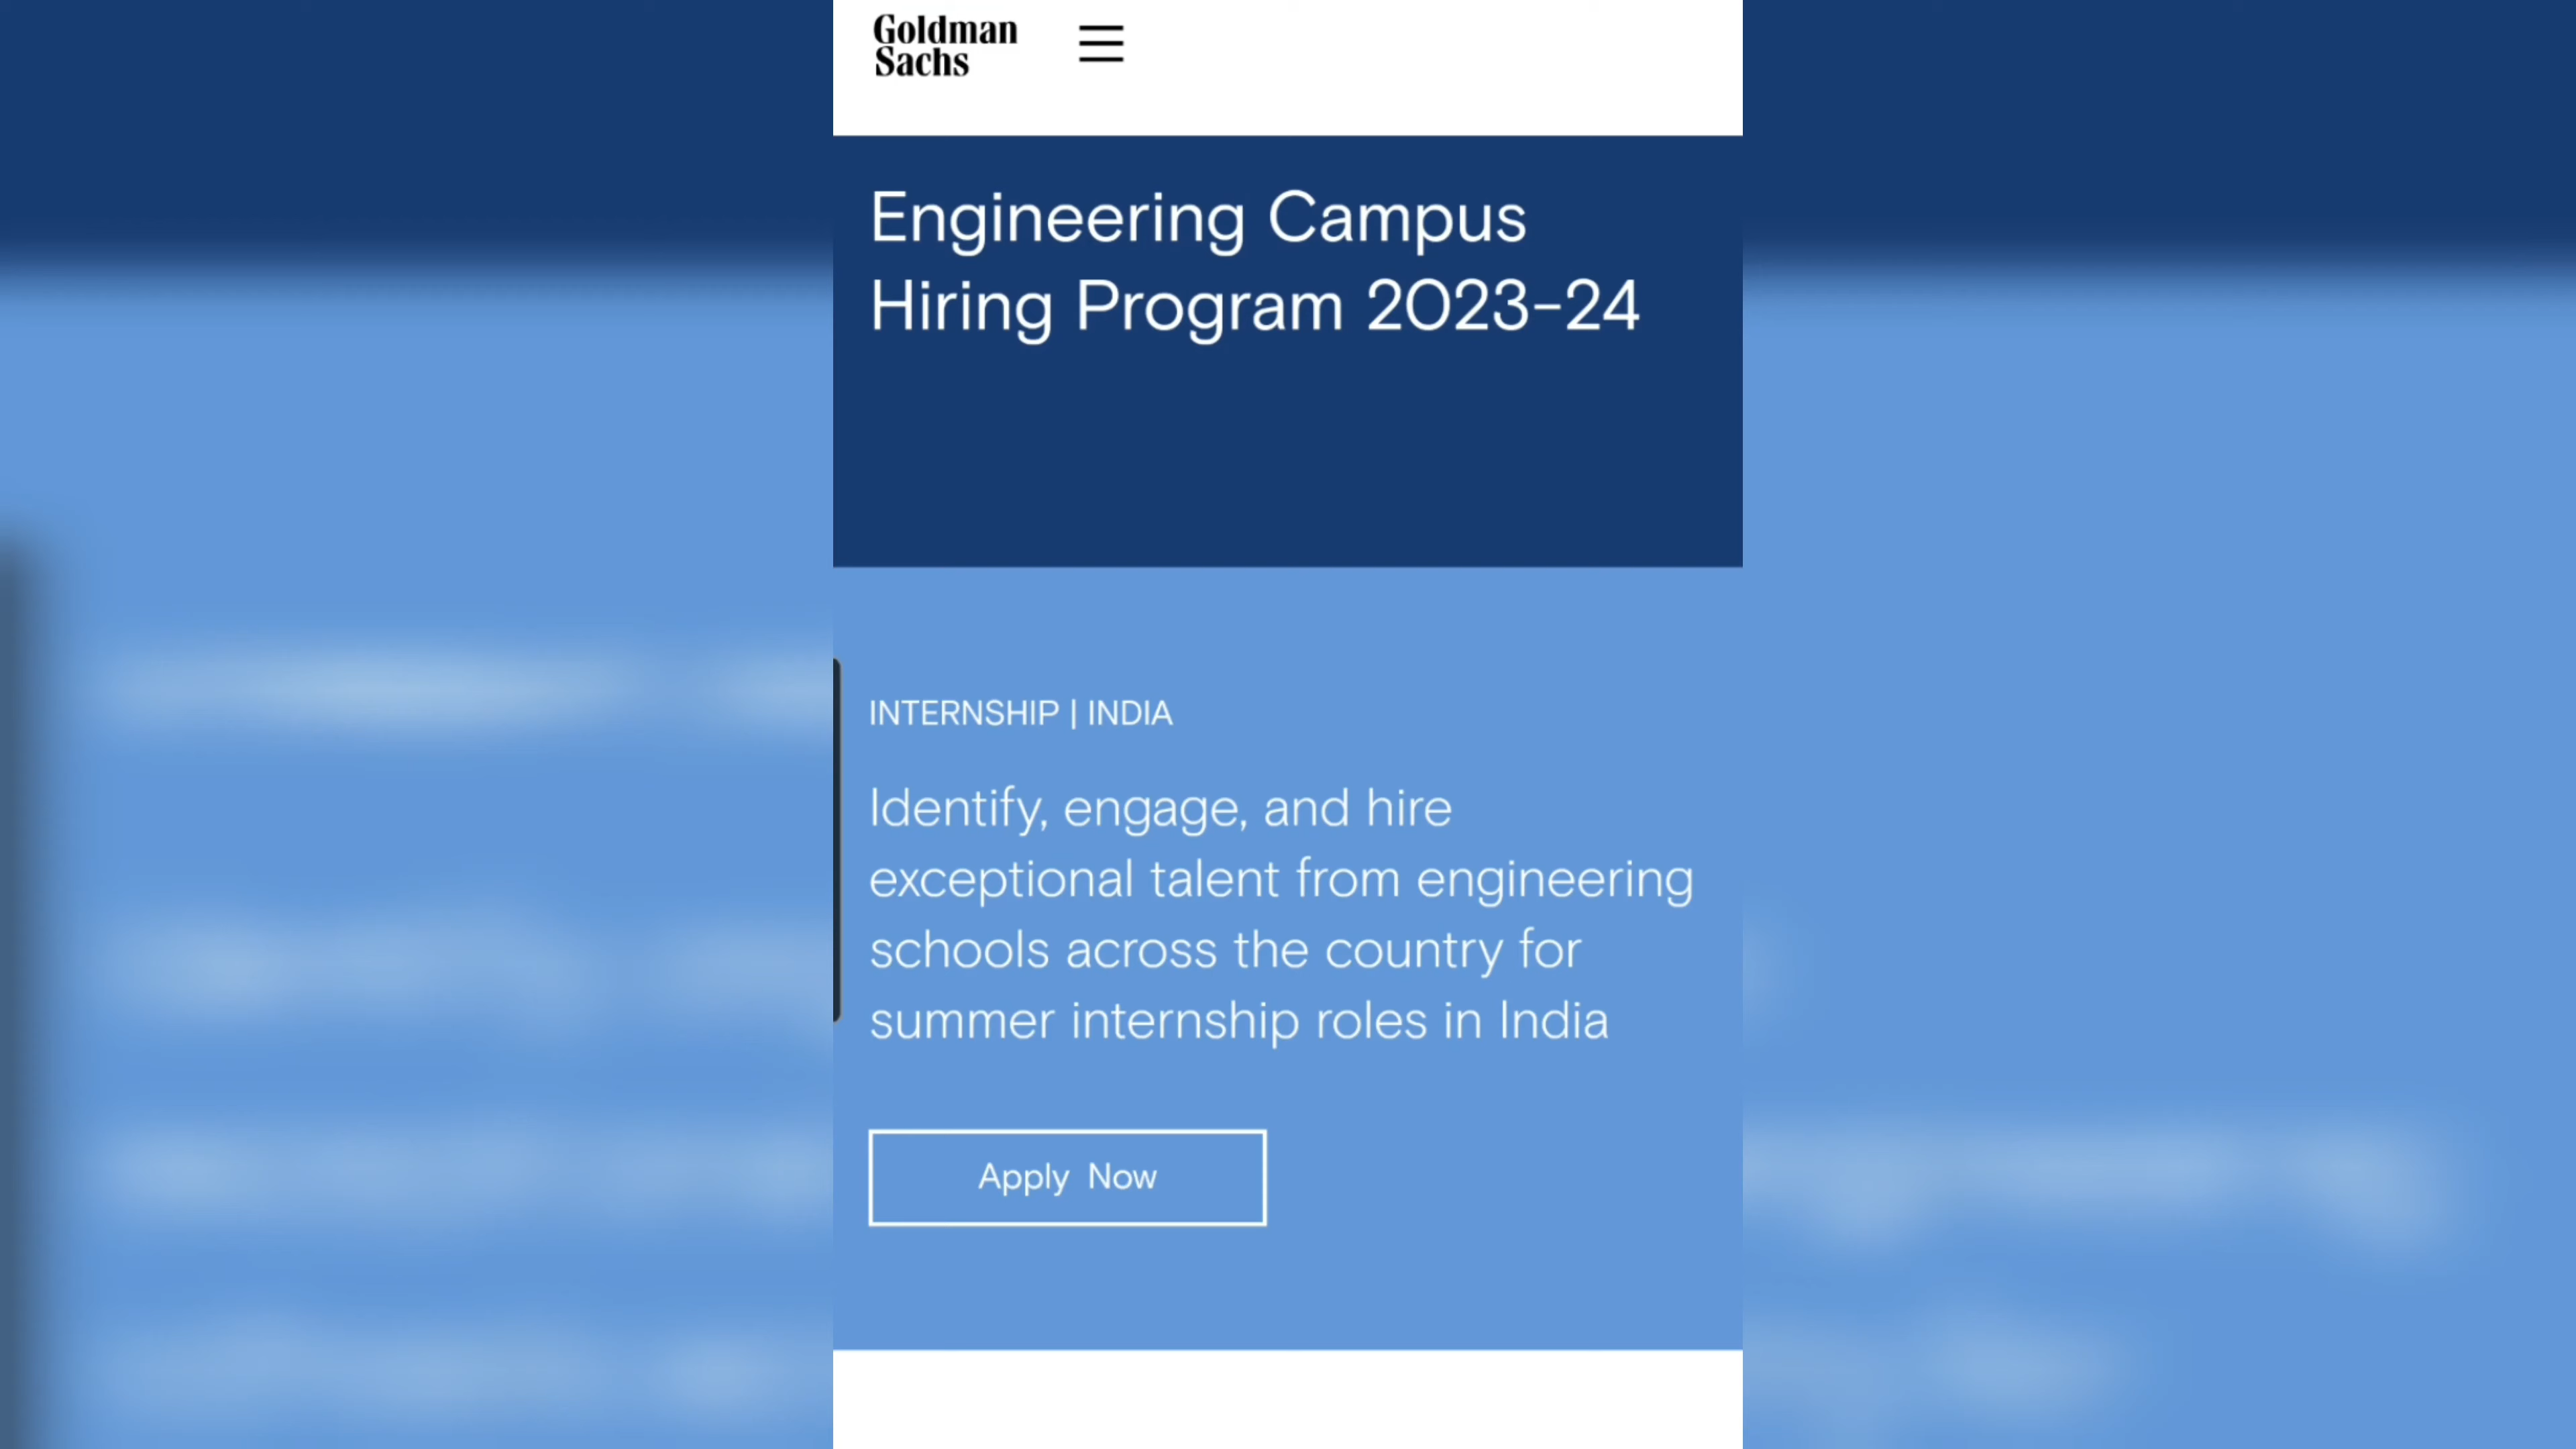 Goldman
Sachs
Engineering Campus
Hiring Program 2023-24
INTERNSHIP | INDIA
Identify, engage, and hire
exceptional talent from engineering
schools across the country for
summer internship roles in India
Apply Now